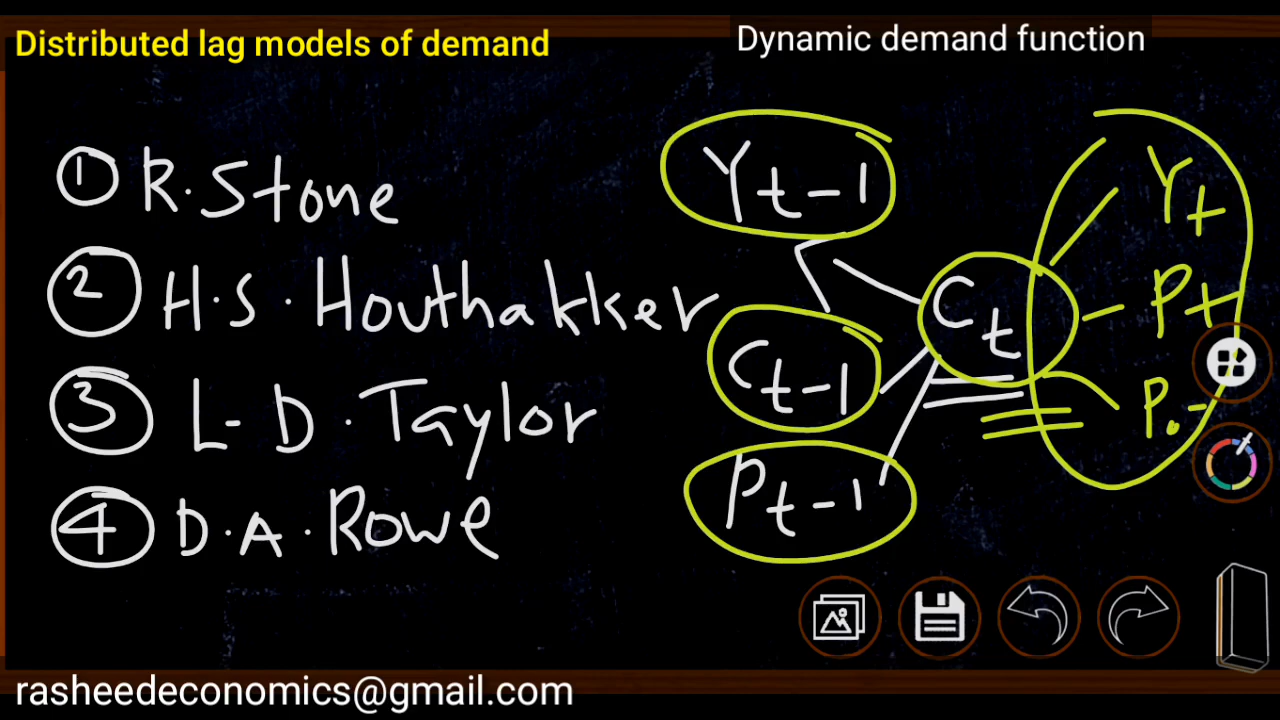 Distributed lag models of demand
Dynamic demand function
① R. Stone
② H.S. Houthakker
③ L-D. Taylor
④ D.A. Rowe
Yt-1
Ct-1
Pt-1
Ct
Yt
Pt
Po
rasheedeconomics@gmail.com